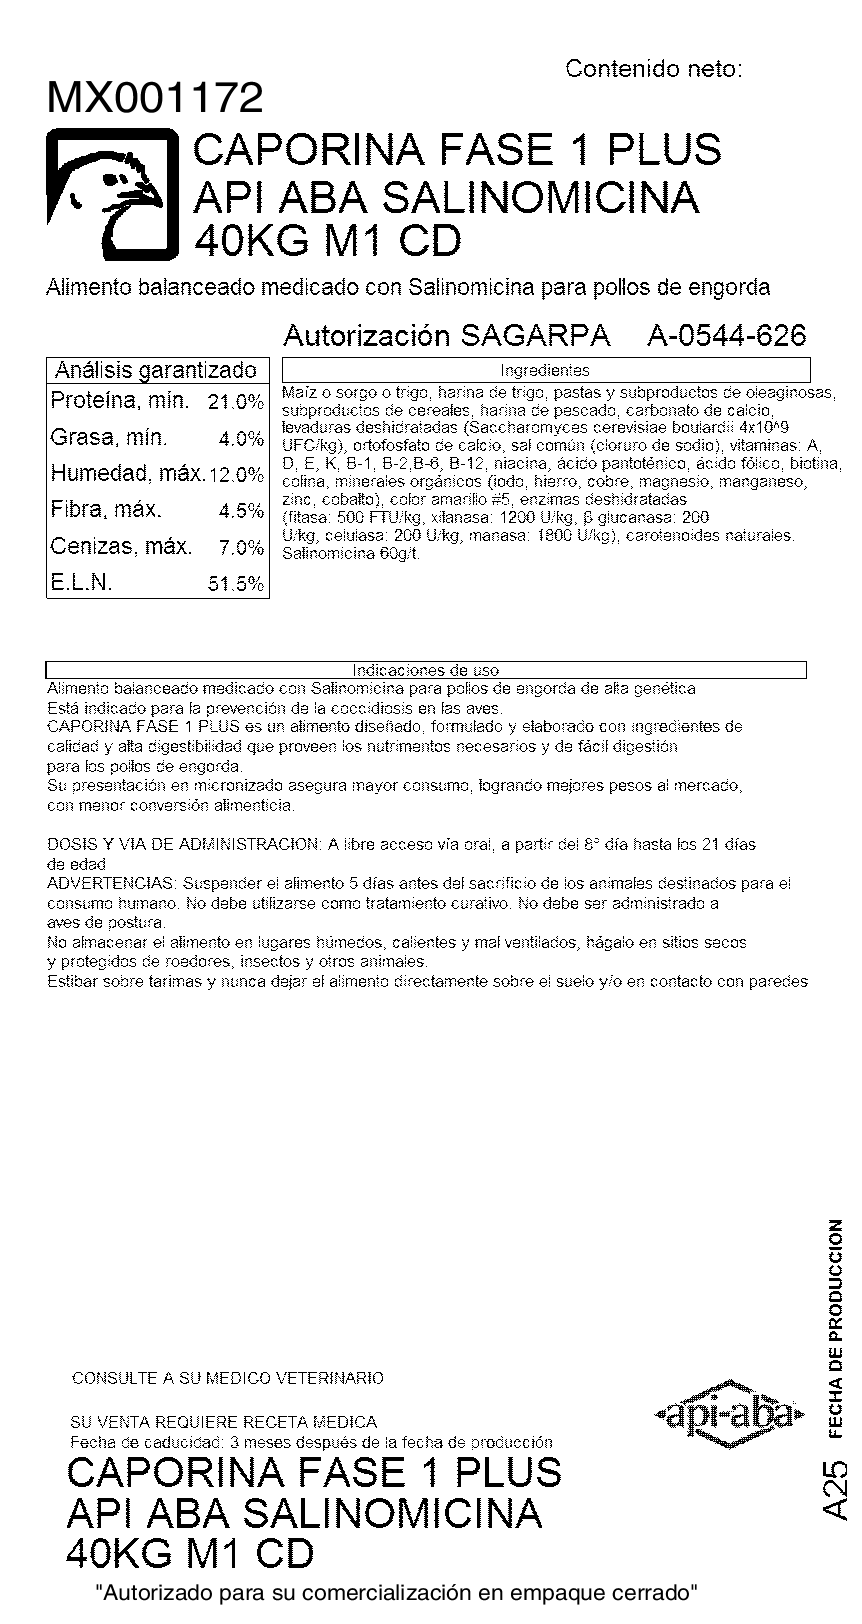 Contenido neto:
MX001172
CAPORINA FASE 1 PLUS
API ABA SALINOMICINA
40KG M1 CD
Alimento balanceado medicado con Salinomicina para pollos de engorda
Autorización SAGARPA A-0544-626
Análisis garantizado
Proteína, mín. 21.0%
Grasa, mín. 4.0%
Humedad, máx. 12.0%
Fibra, máx. 4.5%
Cenizas, máx. 7.0%
E.L.N. 51.5%
Ingredientes
Maíz o sorgo o trigo, harina de trigo, pastas y subproductos de oleaginosas,
subproductos de cereales, harina de pescado, carbonato de calcio,
levaduras deshidratadas (Saccharomyces cerevisiae boulardii 4x10^9
UFC/kg), ortofosfato de calcio, sal común (cloruro de sodio), vitaminas: A,
D, E, K, B-1, B-2,B-6, B-12, niacina, ácido pantoténico, ácido fólico, biotina,
colina, minerales orgánicos (iodo, hierro, cobre, magnesio, manganeso,
zinc, cobalto), color amarillo #5, enzimas deshidratadas
(fitasa: 500 FTU/kg, xilanasa: 1200 U/kg, β glucanasa: 200
U/kg, celulasa: 200 U/kg, manasa: 1800 U/kg), carotenoides naturales.
Salinomicina 60g/t.
Indicaciones de uso
Alimento balanceado medicado con Salinomicina para pollos de engorda de alta genética
Está indicado para la prevención de la coccidiosis en las aves.
CAPORINA FASE 1 PLUS es un alimento diseñado, formulado y elaborado con ingredientes de
calidad y alta digestibilidad que proveen los nutrimentos necesarios y de fácil digestión
para los pollos de engorda.
Su presentación en micronizado asegura mayor consumo, logrando mejores pesos al mercado,
con menor conversión alimenticia.
DOSIS Y VIA DE ADMINISTRACION: A libre acceso vía oral, a partir del 8° día hasta los 21 días
de edad
ADVERTENCIAS: Suspender el alimento 5 días antes del sacrificio de los animales destinados para el
consumo humano. No debe utilizarse como tratamiento curativo. No debe ser administrado a
aves de postura.
No almacenar el alimento en lugares húmedos, calientes y mal ventilados, hágalo en sitios secos
y protegidos de roedores, insectos y otros animales.
Estibar sobre tarimas y nunca dejar el alimento directamente sobre el suelo y/o en contacto con paredes
FECHA DE PRODUCCION
A25
CONSULTE A SU MEDICO VETERINARIO
api-aba
SU VENTA REQUIERE RECETA MEDICA
Fecha de caducidad: 3 meses después de la fecha de producción
CAPORINA FASE 1 PLUS
API ABA SALINOMICINA
40KG M1 CD
"Autorizado para su comercialización en empaque cerrado"